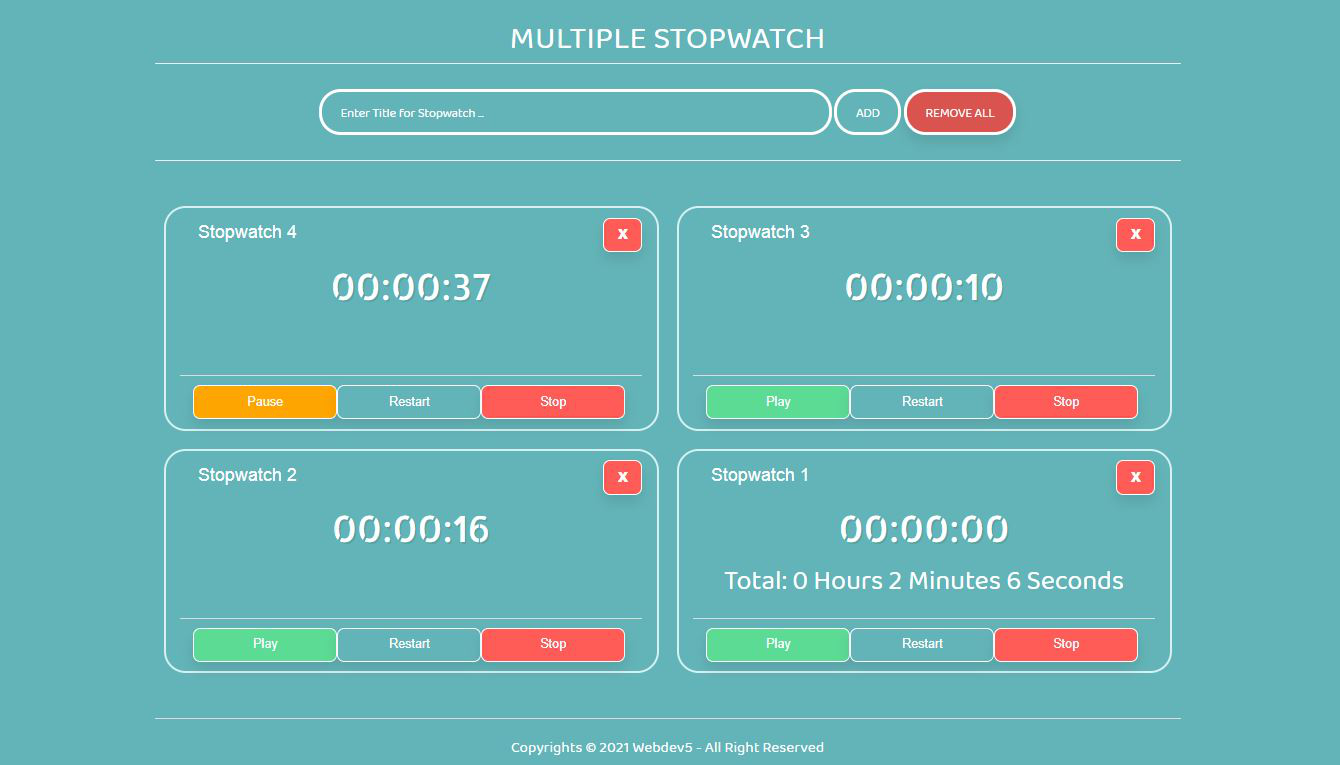 MULTIPLE STOPWATCH
Enter Title for Stopwatch ... ADD REMOVE ALL
Stopwatch 4 X
00:00:37
Pause Restart Stop
Stopwatch 3 X
00:00:10
Play Restart Stop
Stopwatch 2 X
00:00:16
Play Restart Stop
Stopwatch 1 X
00:00:00
Total: 0 Hours 2 Minutes 6 Seconds
Play Restart Stop
Copyrights © 2021 Webdev5 - All Right Reserved